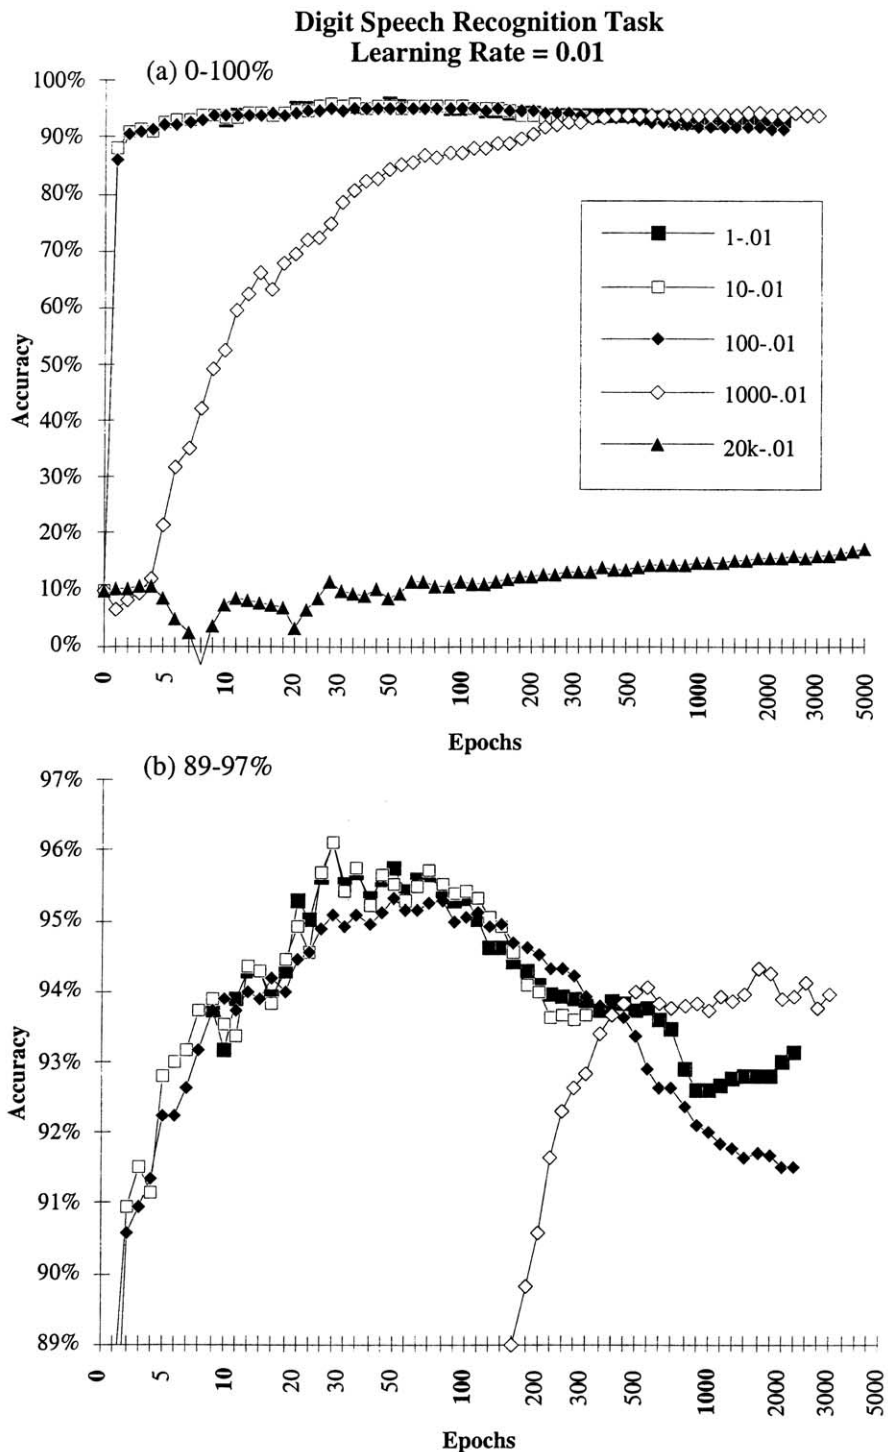 Digit Speech Recognition Task
Learning Rate = 0.01
(a) 0-100%
100%
90%
80%
70%
60%
50%
40%
30%
20%
10%
0%
Accuracy
1-.01
10-.01
100-.01
1000-.01
20k-.01
0 5 10 20 30 50 100 200 300 500 1000 2000 3000 5000
Epochs
(b) 89-97%
97%
96%
95%
94%
93%
92%
91%
90%
89%
Accuracy
0 5 10 20 30 50 100 200 300 500 1000 2000 3000 5000
Epochs